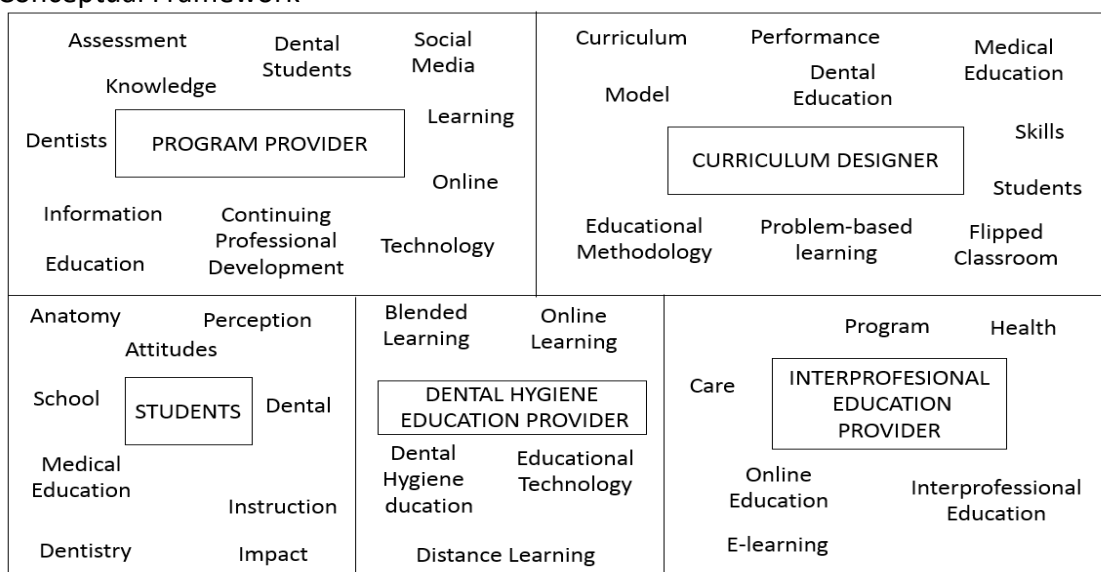 Conceptual Framework
Assessment
Dental
Students
Social
Media
Knowledge
Learning
Dentists
PROGRAM PROVIDER
Online
Information
Continuing
Professional
Development
Technology
Education
Curriculum
Performance
Medical
Education
Model
Dental
Education
Skills
CURRICULUM DESIGNER
Students
Educational
Methodology
Problem-based
learning
Flipped
Classroom
Anatomy
Perception
Attitudes
School
STUDENTS
Dental
Medical
Education
Instruction
Dentistry
Impact
Blended
Learning
Online
Learning
DENTAL HYGIENE
EDUCATION PROVIDER
Dental
Hygiene
ducation
Educational
Technology
Distance Learning
Program
Health
Care
INTERPROFESIONAL
EDUCATION
PROVIDER
Online
Education
Interprofessional
Education
E-learning